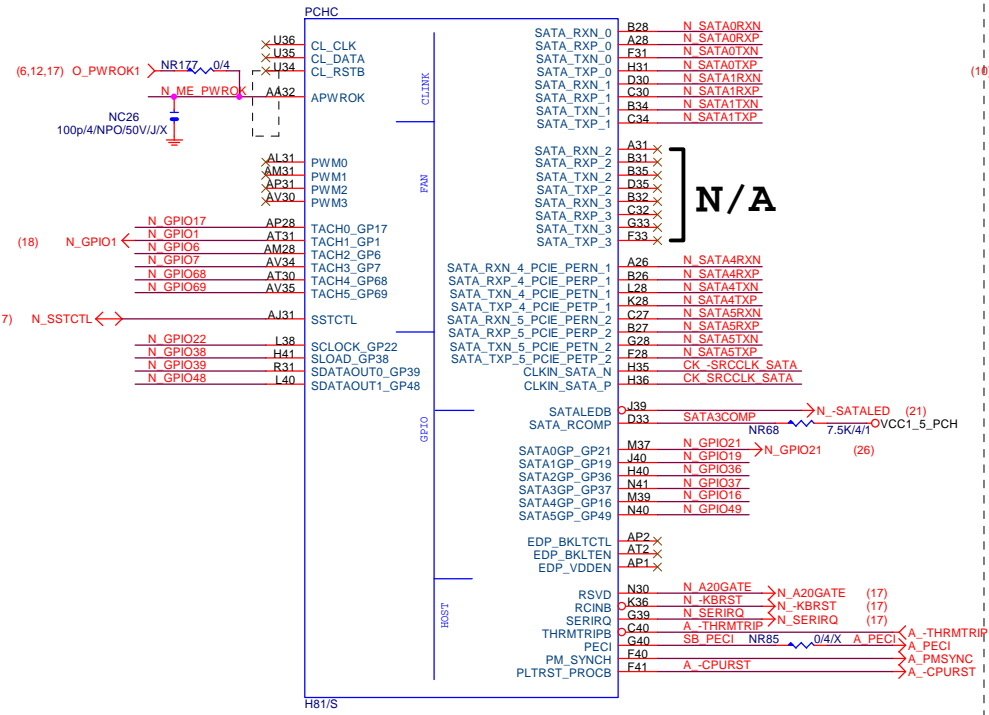 PCHC
U36 CL_CLK
U35 CL_DATA
U34 CL_RSTB
(6,12,17) O_PWROK1 NR177 0/4
N_ME_PWROK AA32 APWROK
NC26
100p/4/NPO/50V/J/X
CLINK
AL31 PWM0
AM31 PWM1
AP31 PWM2
AV30 PWM3
FAN
N_GPIO17 AP28 TACH0_GP17
(18) N_GPIO1 N_GPIO1 AT31 TACH1_GP1
N_GPIO6 AM28 TACH2_GP6
N_GPIO7 AV34 TACH3_GP7
N_GPIO68 AT30 TACH4_GP68
N_GPIO69 AV35 TACH5_GP69
7) N_SSTCTL AJ31 SSTCTL
N_GPIO22 L38 SCLOCK_GP22
N_GPIO38 H41 SLOAD_GP38
N_GPIO39 R31 SDATAOUT0_GP39
N_GPIO48 L40 SDATAOUT1_GP48
GPIO
HOST
SATA_RXN_0 B28 N_SATA0RXN
SATA_RXP_0 A28 N_SATA0RXP
SATA_TXN_0 F31 N_SATA0TXN
SATA_TXP_0 H31 N_SATA0TXP
SATA_RXN_1 D30 N_SATA1RXN
SATA_RXP_1 C30 N_SATA1RXP
SATA_TXN_1 B34 N_SATA1TXN
SATA_TXP_1 C34 N_SATA1TXP
(10
SATA_RXN_2 A31
SATA_RXP_2 B31
SATA_TXN_2 B35
SATA_TXP_2 D35
SATA_RXN_3 B32
SATA_RXP_3 C32
SATA_TXN_3 G33
SATA_TXP_3 F33
N/A
SATA_RXN_4_PCIE_PERN_1 A26 N_SATA4RXN
SATA_RXP_4_PCIE_PERP_1 B26 N_SATA4RXP
SATA_TXN_4_PCIE_PETN_1 L28 N_SATA4TXN
SATA_TXP_4_PCIE_PETP_1 K28 N_SATA4TXP
SATA_RXN_5_PCIE_PERN_2 C27 N_SATA5RXN
SATA_RXP_5_PCIE_PERP_2 B27 N_SATA5RXP
SATA_TXN_5_PCIE_PETN_2 G28 N_SATA5TXN
SATA_TXP_5_PCIE_PETP_2 F28 N_SATA5TXP
CLKIN_SATA_N H35 CK_-SRCCLK_SATA
CLKIN_SATA_P H36 CK_SRCCLK_SATA
SATALEDB J39 N_-SATALED (21)
SATA_RCOMP D33 SATA3COMP NR68 7.5K/4/1 VCC1_5_PCH
SATA0GP_GP21 M37 N_GPIO21 N_GPIO21 (26)
SATA1GP_GP19 J40 N_GPIO19
SATA2GP_GP36 H40 N_GPIO36
SATA3GP_GP37 N41 N_GPIO37
SATA4GP_GP16 M39 N_GPIO16
SATA5GP_GP49 N40 N_GPIO49
EDP_BKLTCTL AP2
EDP_BKLTEN AT2
EDP_VDDEN AP1
RSVD N30 N_A20GATE N_A20GATE (17)
RCINB K36 N_-KBRST N_-KBRST (17)
SERIRQ G39 N_SERIRQ N_SERIRQ (17)
THRMTRIPB C40 A_-THRMTRIP A_-THRMTRIP
PECI G40 SB_PECI NR85 0/4/X A_PECI A_PECI
PM_SYNCH F40 A_PMSYNC
PLTRST_PROCB F41 A_-CPURST A_-CPURST
H81/S